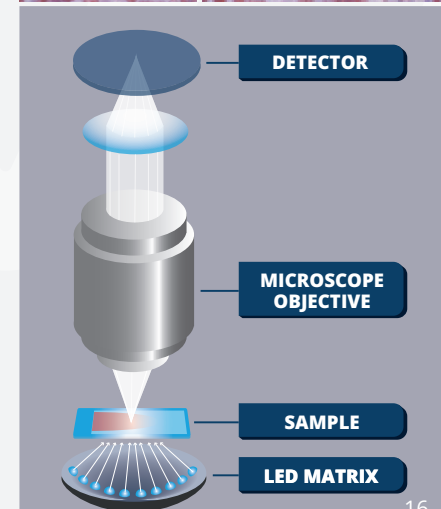 DETECTOR
MICROSCOPE
OBJECTIVE
SAMPLE
LED MATRIX
16